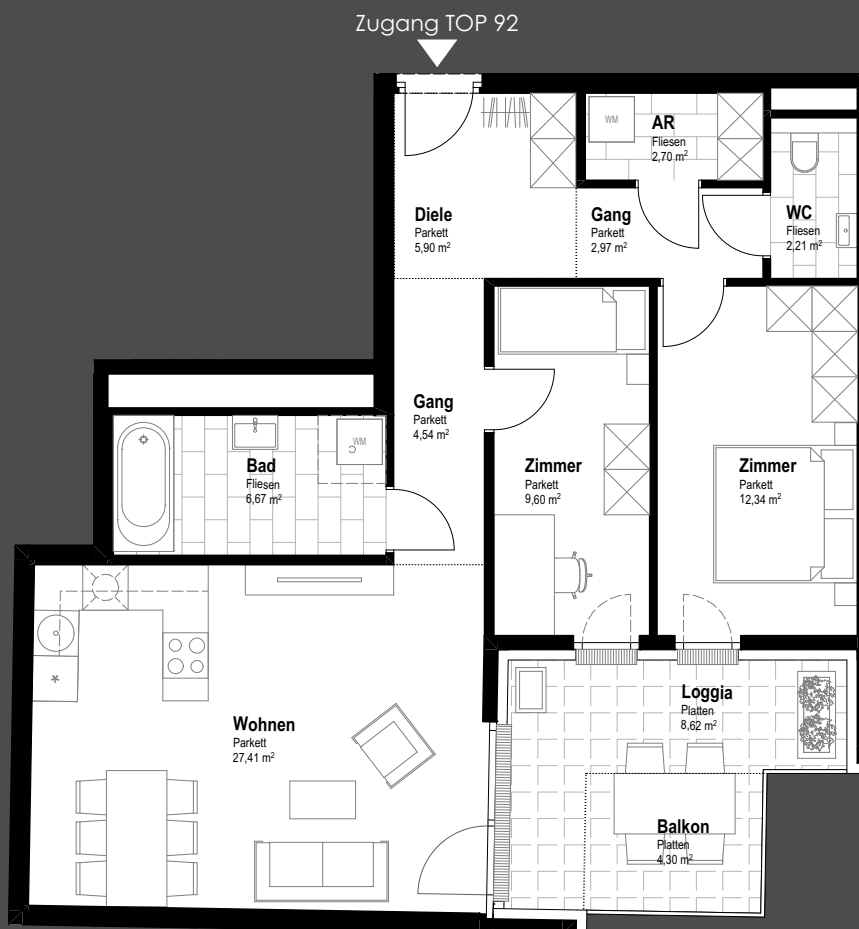 Zugang TOP 92
WM
AR
Fliesen
2,70 m²
Diele
Parkett
5,90 m²
Gang
Parkett
2,97 m²
WC
Fliesen
2,21 m²
Gang
Parkett
4,54 m²
WM
Bad
Fliesen
6,67 m²
Zimmer
Parkett
9,60 m²
Zimmer
Parkett
12,34 m²
Wohnen
Parkett
27,41 m²
Loggia
Platten
8,62 m²
Balkon
Platten
4,30 m²